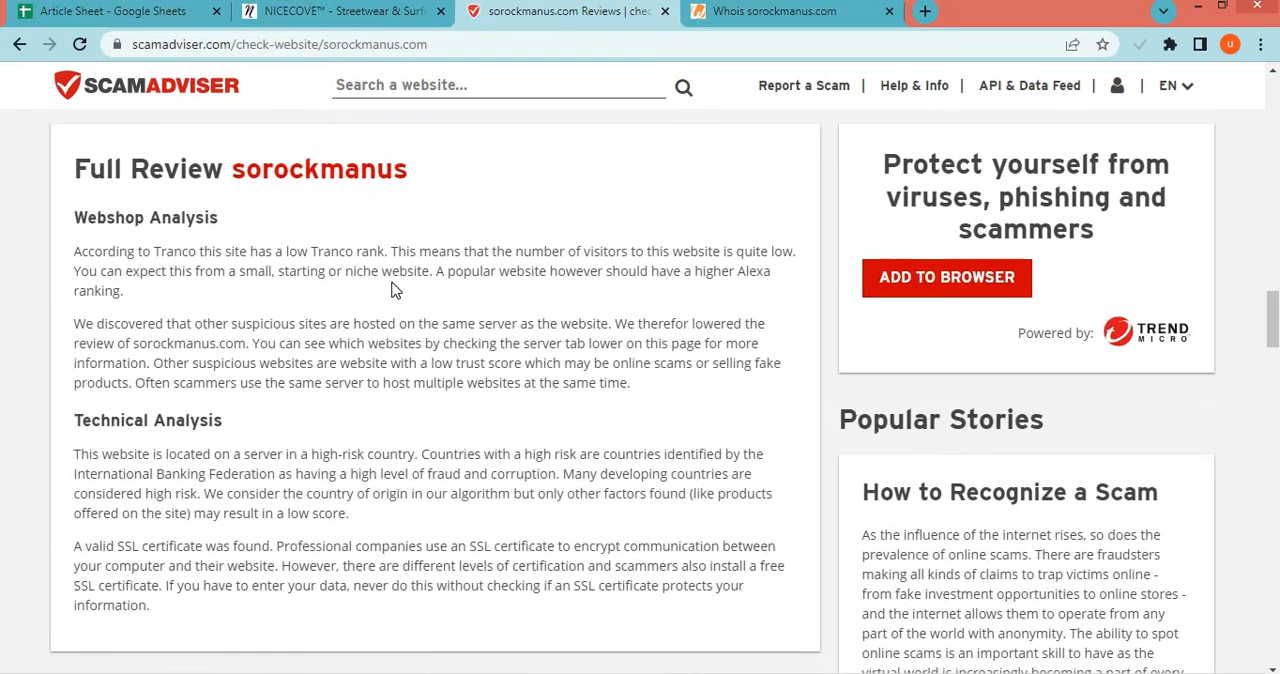 Article Sheet - Google Sheets
NICECOVE™ - Streetwear & Surfv
sorockmanus.com Reviews | chec
Whois sorockmanus.com
scamadviser.com/check-website/sorockmanus.com
u
SCAMADVISER
Search a website...
Report a Scam | Help & Info | API & Data Feed | | EN
Full Review sorockmanus
Webshop Analysis
According to Tranco this site has a low Tranco rank. This means that the number of visitors to this website is quite low.
You can expect this from a small, starting or niche website. A popular website however should have a higher Alexa
ranking.
We discovered that other suspicious sites are hosted on the same server as the website. We therefor lowered the
review of sorockmanus.com. You can see which websites by checking the server tab lower on this page for more
information. Other suspicious websites are website with a low trust score which may be online scams or selling fake
products. Often scammers use the same server to host multiple websites at the same time.
Technical Analysis
This website is located on a server in a high-risk country. Countries with a high risk are countries identified by the
International Banking Federation as having a high level of fraud and corruption. Many developing countries are
considered high risk. We consider the country of origin in our algorithm but only other factors found (like products
offered on the site) may result in a low score.
A valid SSL certificate was found. Professional companies use an SSL certificate to encrypt communication between
your computer and their website. However, there are different levels of certification and scammers also install a free
SSL certificate. If you have to enter your data, never do this without checking if an SSL certificate protects your
information.
Protect yourself from
viruses, phishing and
scammers
ADD TO BROWSER
Powered by: TREND
MICRO
Popular Stories
How to Recognize a Scam
As the influence of the internet rises, so does the
prevalence of online scams. There are fraudsters
making all kinds of claims to trap victims online -
from fake investment opportunities to online stores -
and the internet allows them to operate from any
part of the world with anonymity. The ability to spot
online scams is an important skill to have as the
virtual world is increasingly becoming a part of every